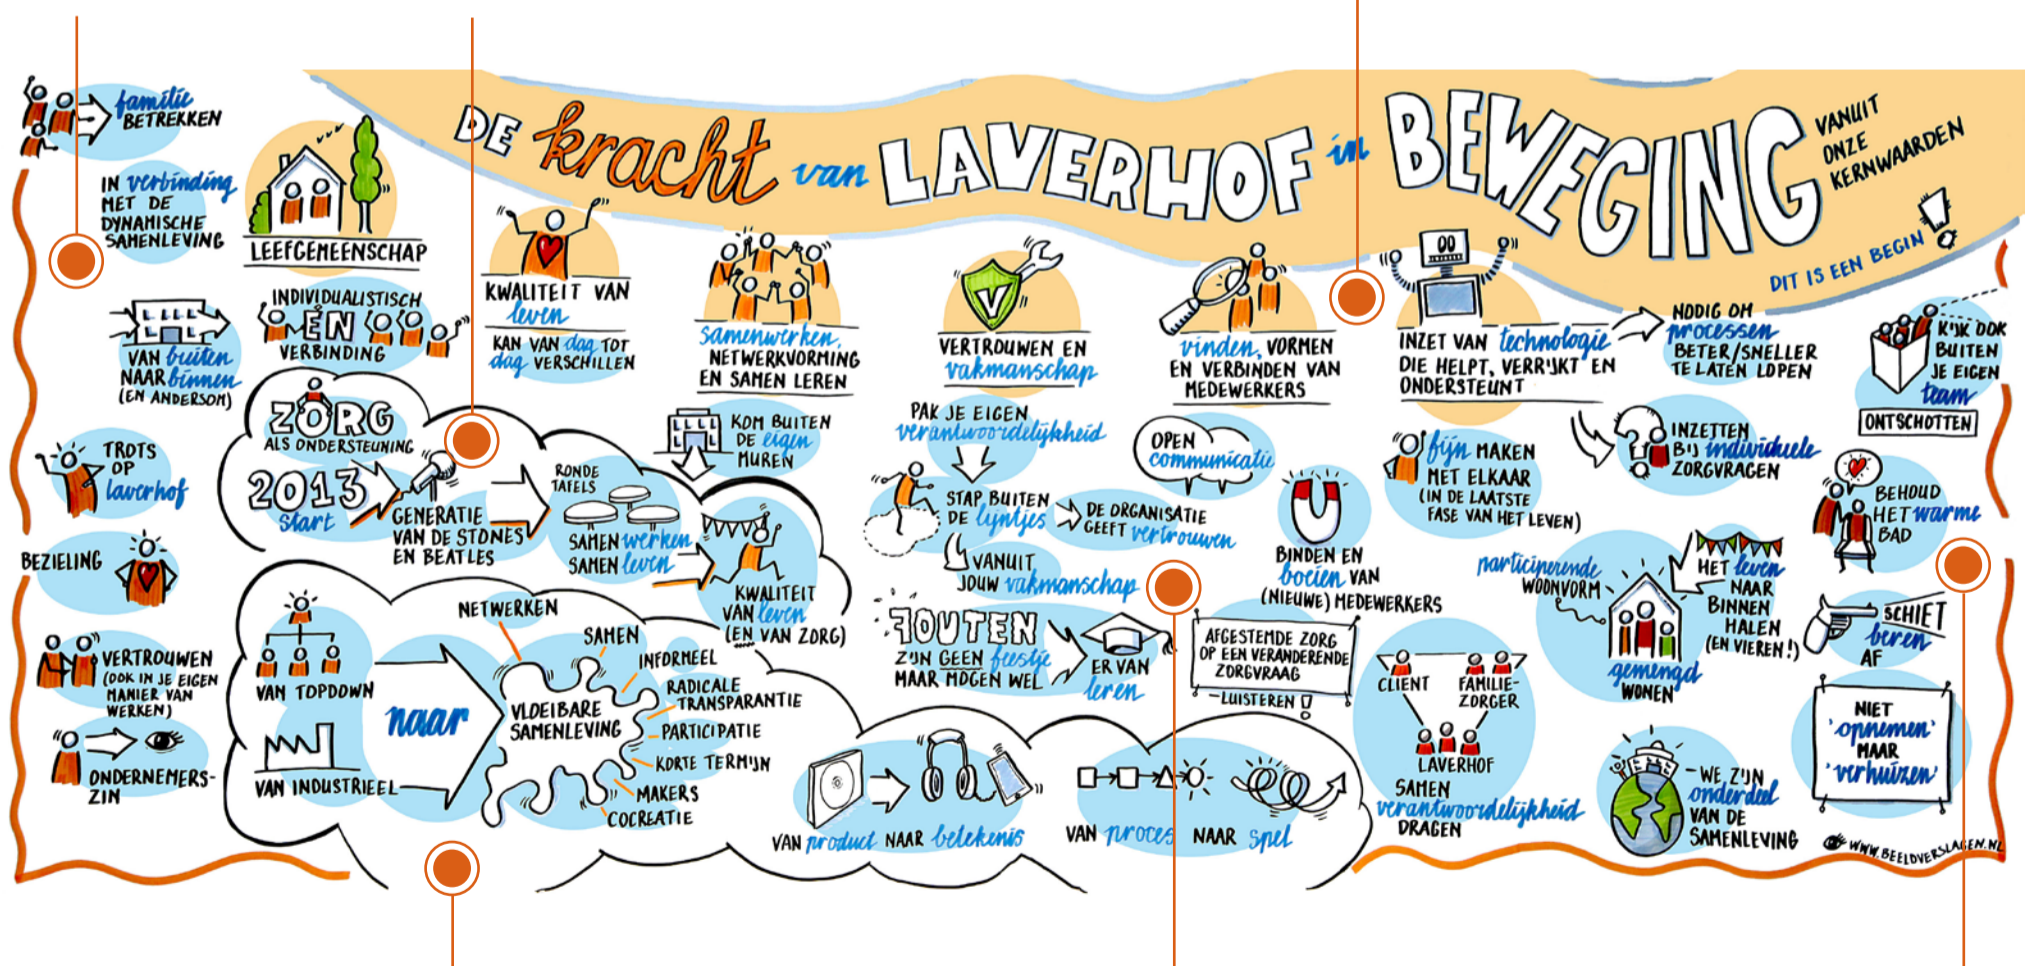 DE kracht van LAVERHOF in BEWEGING
VANUIT
ONZE
KERNWAARDEN
DIT IS EEN BEGIN!
familie
BETREKKEN
IN verbinding
MET DE
DYNAMISCHE
SAMENLEVING
LEEFGEMEENSCHAP
VAN buiten
NAAR binnen
(EN ANDERSOM)
INDIVIDUALISTISCH
ÉN
VERBINDING
TROTS
OP
laverhof
BEZIELING
VERTROUWEN
(OOK IN JE EIGEN
MANIER VAN
WERKEN)
ONDERNEMERS-
ZIN
KWALITEIT VAN
leven
KAN VAN dag TOT
dag VERSCHILLEN
ZORG
ALS ONDERSTEUNING
2013
start
GENERATIE
VAN DE STONES
EN BEATLES
RONDE
TAFELS
SAMEN werken
SAMEN leven
KWALITEIT
VAN leven
(EN VAN ZORG)
VAN TOPDOWN
VAN INDUSTRIEEL
naar
NETWERKEN
SAMEN
INFORMEEL
RADICALE
TRANSPARANTIE
PARTICIPATIE
KORTE TERMIJN
MAKERS
COCREATIE
VLOEIBARE
SAMENLEVING
VAN product NAAR betekenis
VAN proces NAAR spel
samenwerken,
NETWERKVORMING
EN SAMEN LEREN
KOM BUITEN
DE eigen
MUREN
V
VERTROUWEN EN
vakmanschap
PAK JE EIGEN
verantwoordelijkheid
STAP BUITEN
DE lijntjes
DE ORGANISATIE
GEEFT vertrouwen
VANUIT
JOUW vakmanschap
FOUTEN
ZIJN GEEN feestje
MAAR MOGEN WEL
ER VAN
leren
vinden, VORMEN
EN VERBINDEN VAN
MEDEWERKERS
OPEN
communicatie
BINDEN EN
boeien VAN
(NIEUWE) MEDEWERKERS
AFGESTEMDE ZORG
OP EEN VERANDERENDE
ZORGVRAAG
-LUISTEREN!
INZET VAN technologie
DIE HELPT, VERRIJKT EN
ONDERSTEUNT
NODIG OM
processen
BETER/SNELLER
TE LATEN LOPEN
INZETTEN
BIJ individuele
ZORGVRAGEN
fijn MAKEN
MET ELKAAR
(IN DE LAATSTE
FASE VAN HET LEVEN)
participerende
WOONVORM
HET leven
NAAR
BINNEN
HALEN
(EN VIEREN!)
gemengd
WONEN
CLIENT
FAMILIE-
ZORGER
LAVERHOF
SAMEN
verantwoordelijkheid
DRAGEN
-WE ZIJN
onderdeel
VAN DE
SAMENLEVING
KIJK OOK
BUITEN
JE EIGEN
team
ONTSCHOTTEN
BEHOUD
HET warme
BAD
SCHIET
beren
AF
NIET
'opnemen'
MAAR
'verhuizen'
WWW.BEELDVERSLAGEN.NL